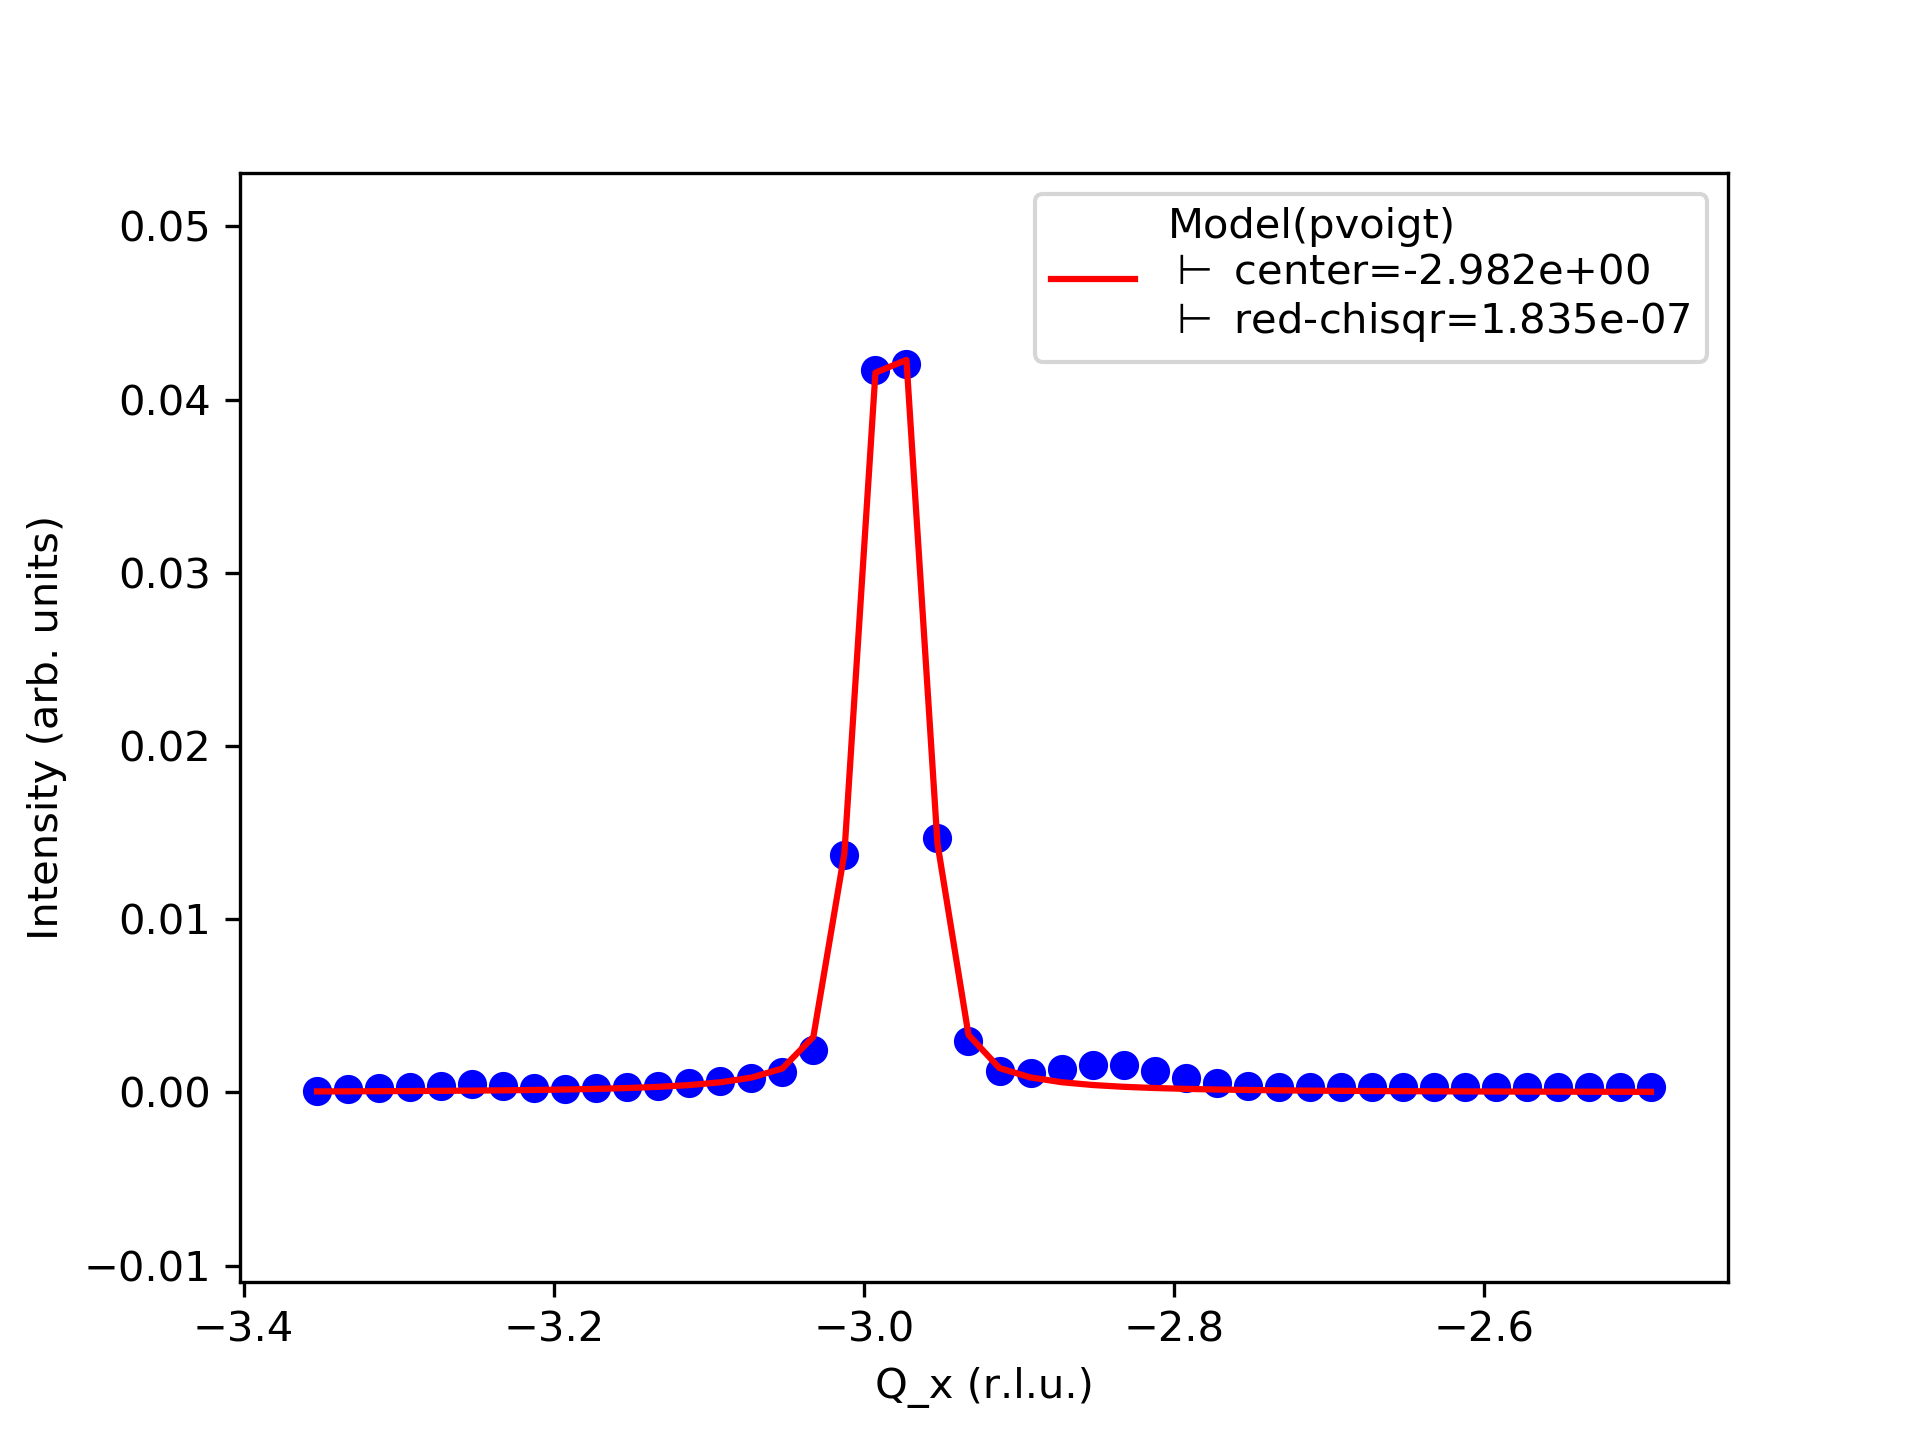 Model(pvoigt)
⊢ center=-2.982e+00
⊢ red-chisqr=1.835e-07
0.05
0.04
0.03
0.02
0.01
0.00
−0.01
Intensity (arb. units)
−3.4 −3.2 −3.0 −2.8 −2.6
Q_x (r.l.u.)